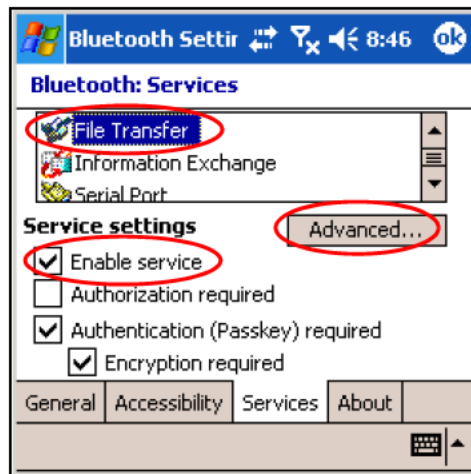 Bluetooth Settir 8:46 ok
Bluetooth: Services
File Transfer
Information Exchange
Serial Port
Service settings Advanced...
Enable service
Authorization required
Authentication (Passkey) required
Encryption required
General Accessibility Services About